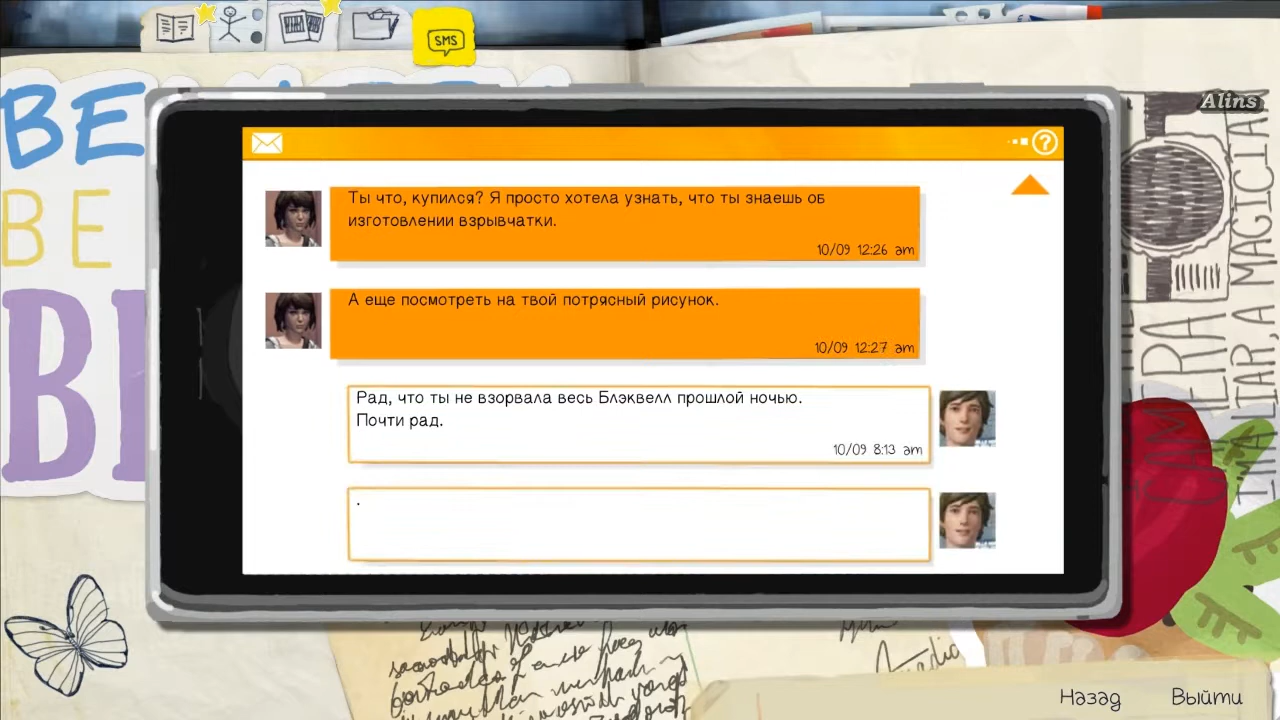 SMS
Alins
BE
BE
Ты что, купился? Я просто хотела узнать, что ты знаешь об
изготовлении взрывчатки.
10/09 12:26 am
А еще посмотреть на твой потрясный рисунок.
10/09 12:27 am
Рад, что ты не взорвала весь Блэквелл прошлой ночью.
Почти рад.
10/09 8:13 am
.
CAMERA
A MAGICIAN
Назад
Выйти